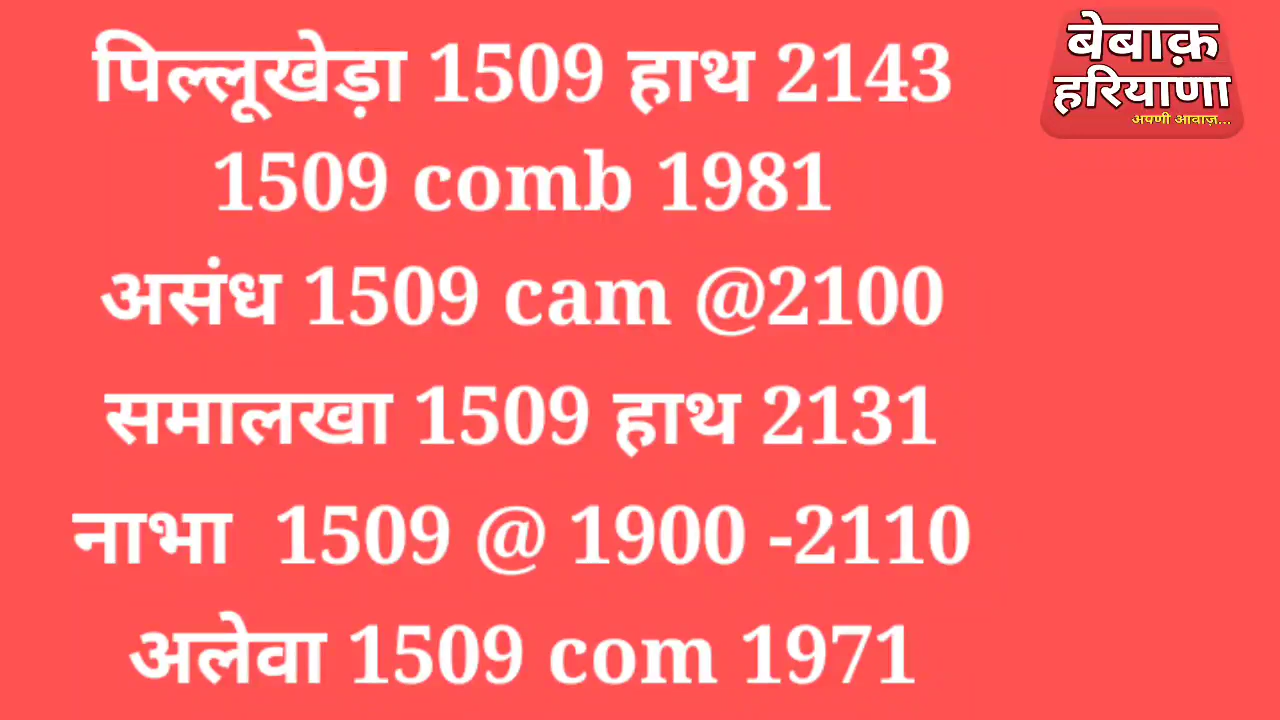 पिल्लूखेड़ा 1509 हाथ 2143
1509 comb 1981
असंध 1509 cam @2100
समालखा 1509 हाथ 2131
नाभा 1509 @ 1900 -2110
अलेवा 1509 com 1971
बेबाक़
हरियाणा
अपणी आवाज़...